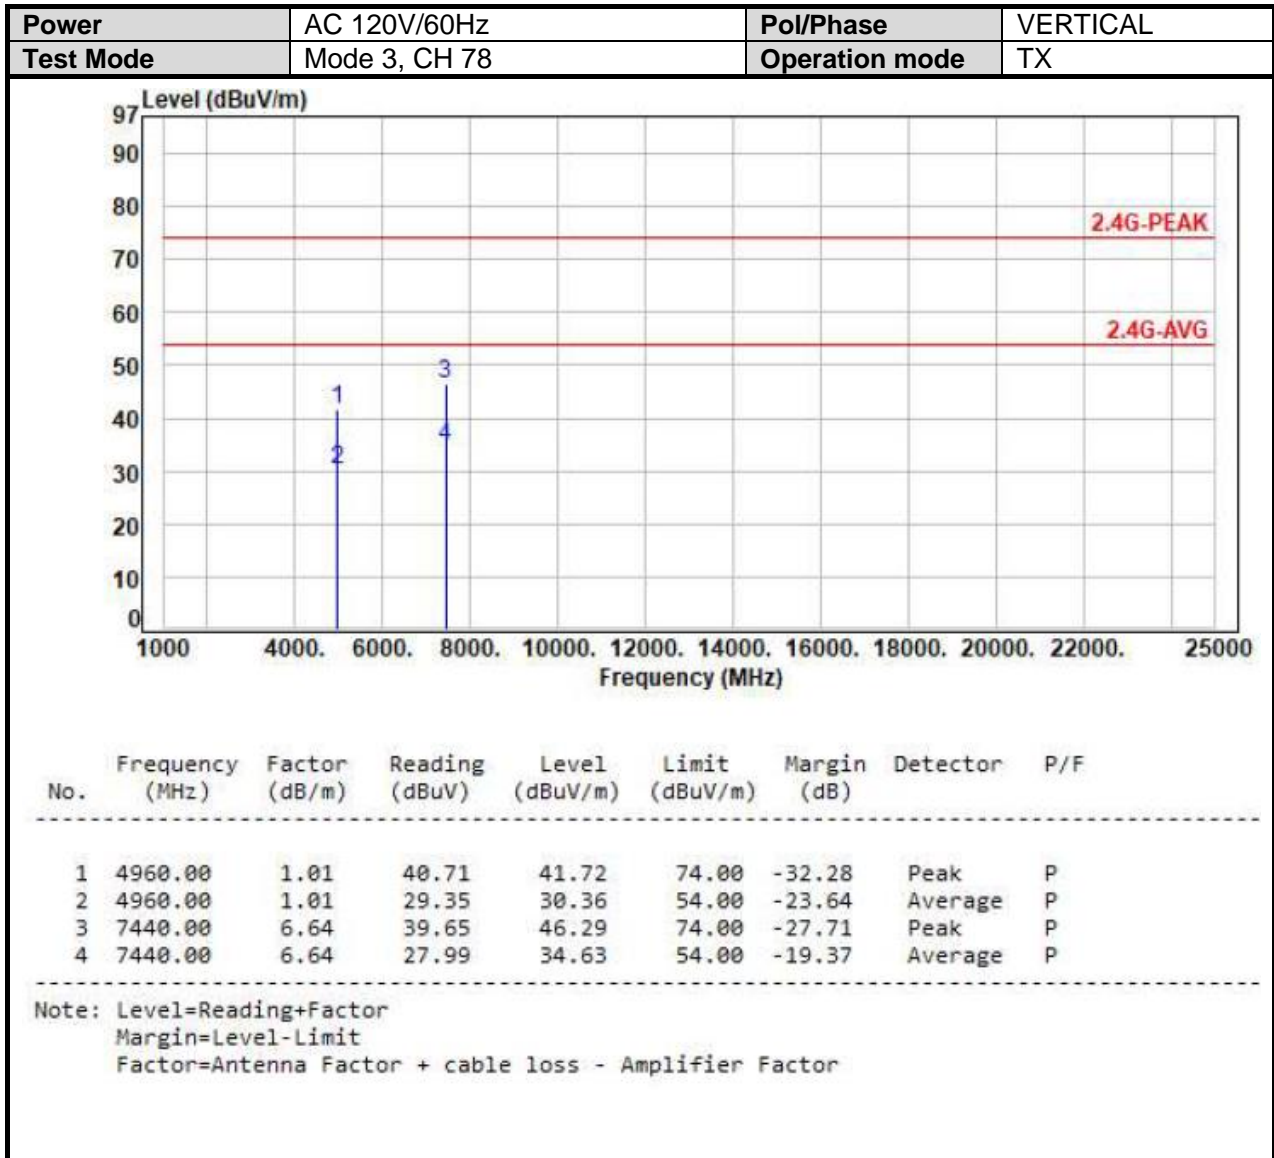 Power AC 120V/60Hz Pol/Phase VERTICAL
Test Mode Mode 3, CH 78 Operation mode TX
Level (dBuV/m)
97
90
80
2.4G-PEAK
70
60
2.4G-AVG
50
3
1
40
4
2
30
20
10
0
1000 4000. 6000. 8000. 10000. 12000. 14000. 16000. 18000. 20000. 22000. 25000
Frequency (MHz)
Frequency Factor Reading Level Limit Margin Detector P/F
No. (MHz) (dB/m) (dBuV) (dBuV/m) (dBuV/m) (dB)
1 4960.00 1.01 40.71 41.72 74.00 -32.28 Peak P
2 4960.00 1.01 29.35 30.36 54.00 -23.64 Average P
3 7440.00 6.64 39.65 46.29 74.00 -27.71 Peak P
4 7440.00 6.64 27.99 34.63 54.00 -19.37 Average P
Note: Level=Reading+Factor
Margin=Level-Limit
Factor=Antenna Factor + cable loss - Amplifier Factor